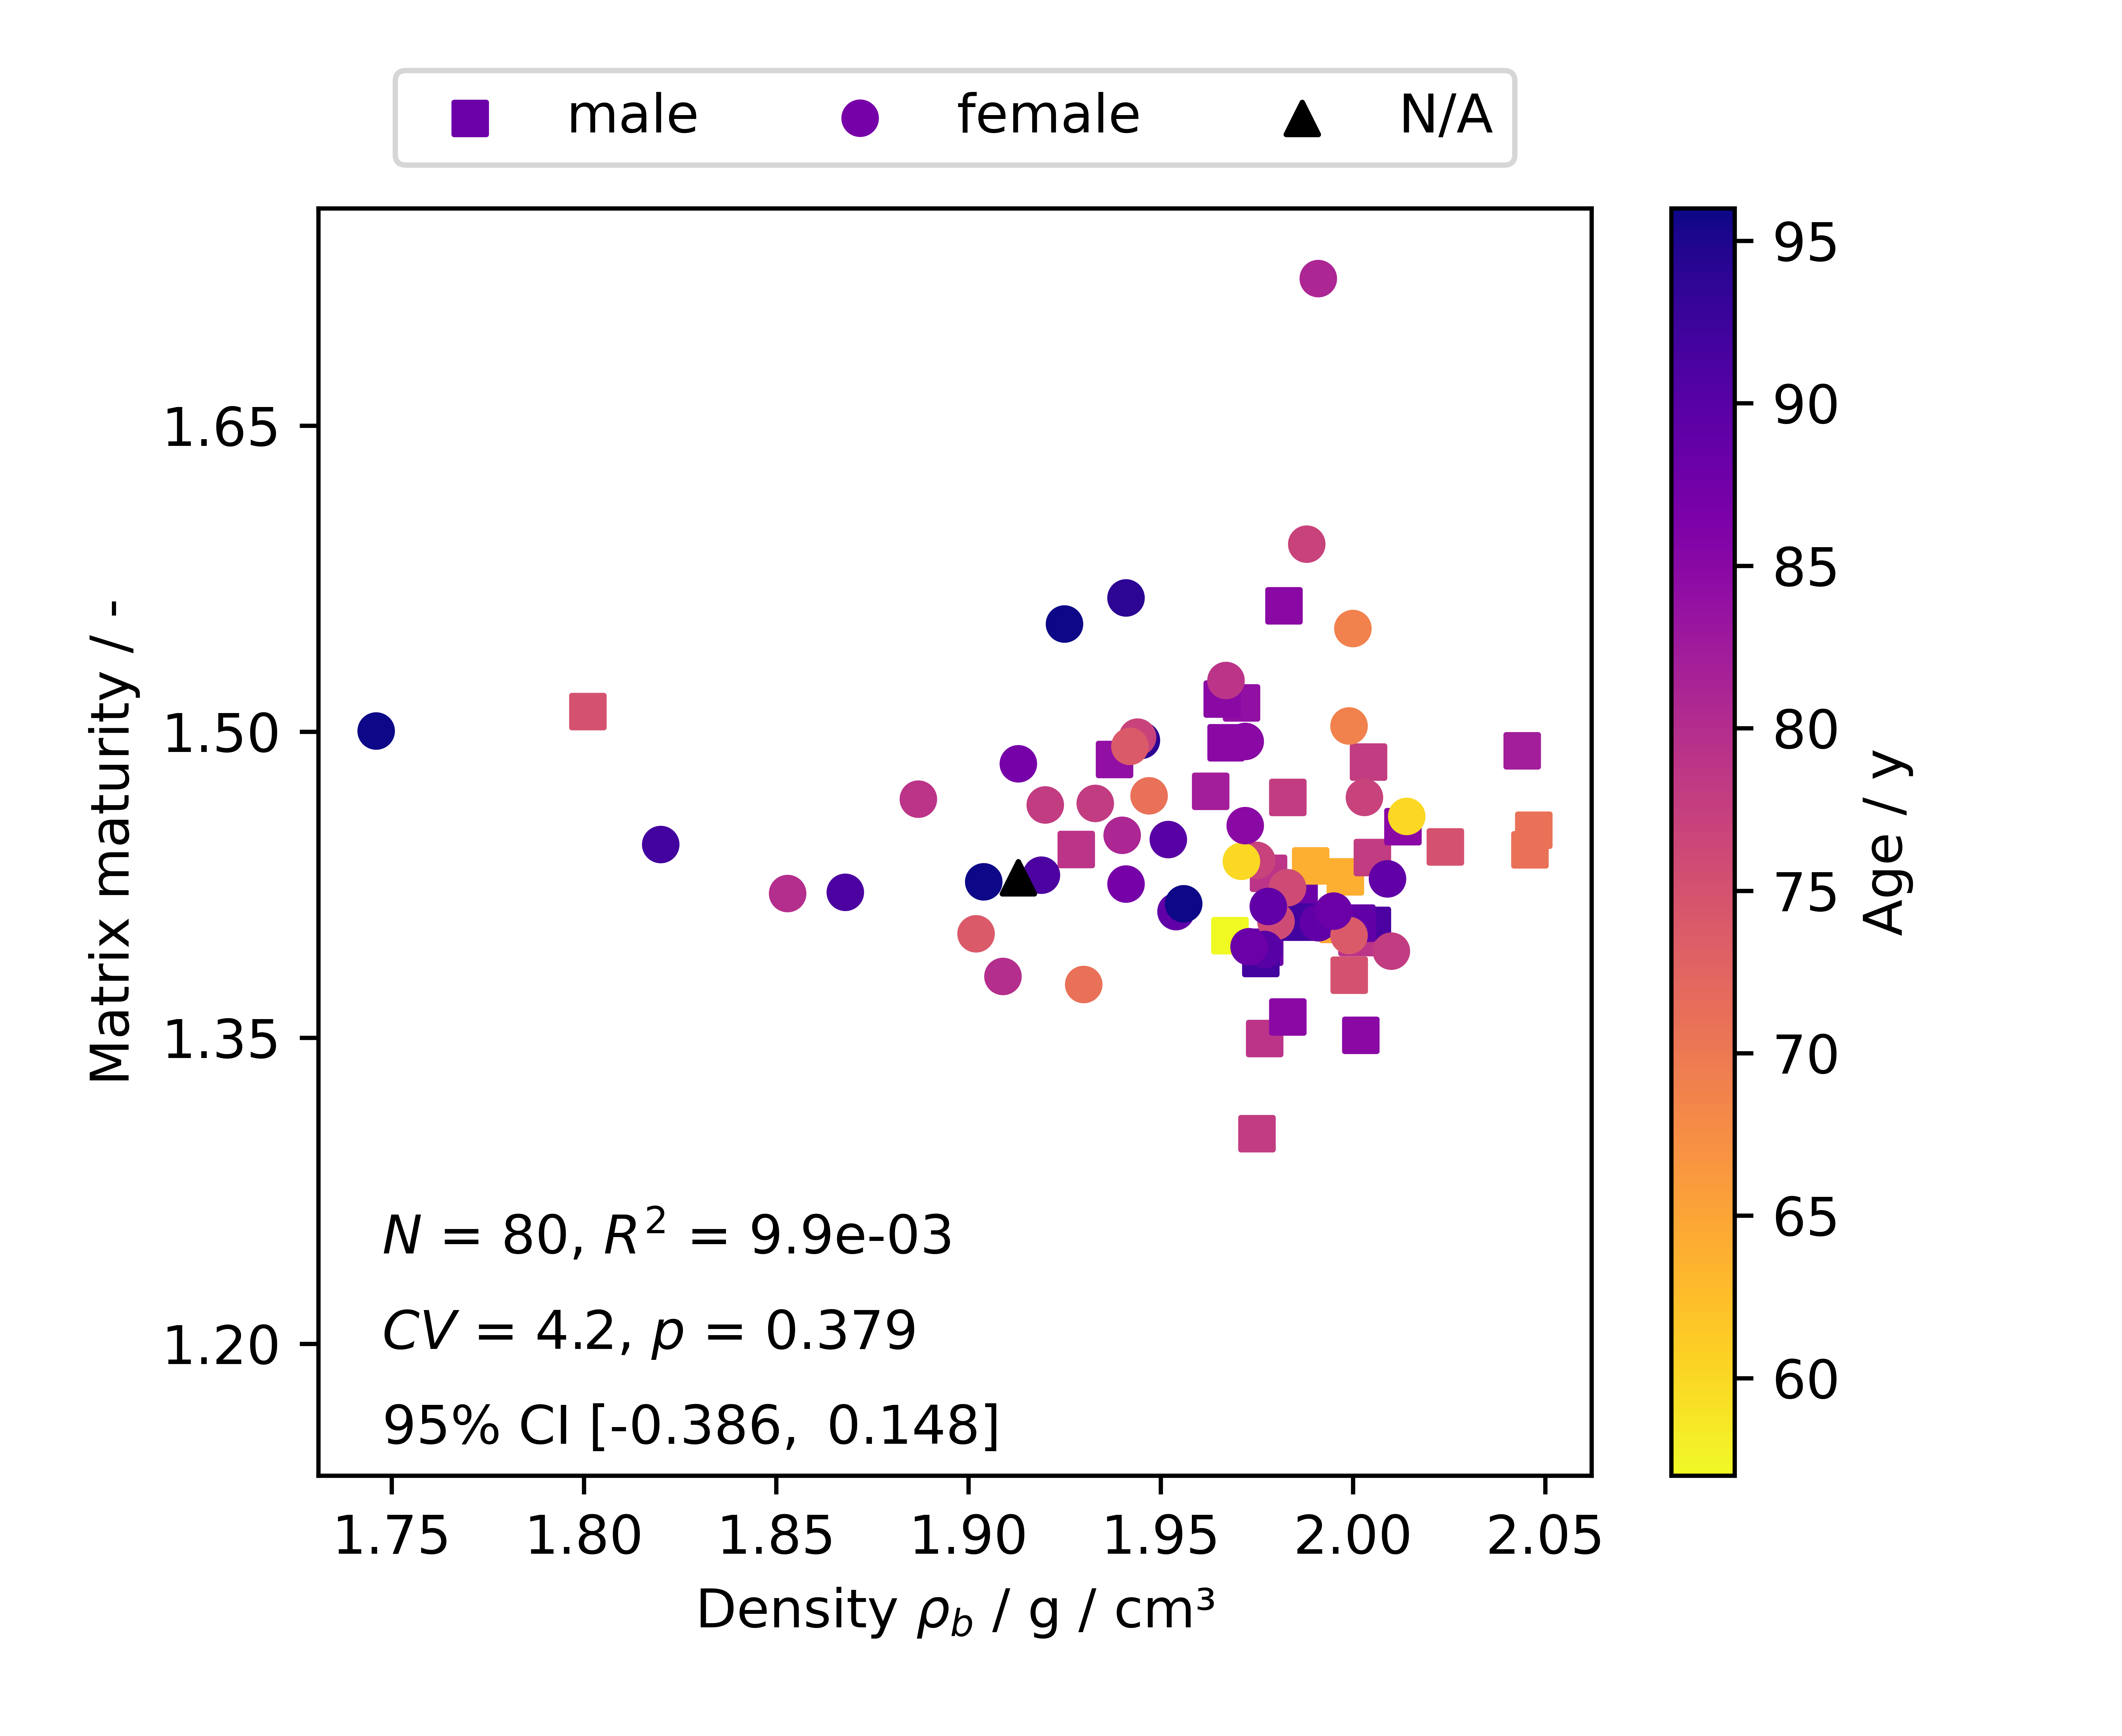 male female N/A
Matrix maturity / -
1.65
1.50
1.35
1.20
N = 80, R² = 9.9e-03
CV = 4.2, p = 0.379
95% CI [-0.386, 0.148]
1.75 1.80 1.85 1.90 1.95 2.00 2.05
Density ρ_b / g / cm³
95
90
85
80
75
70
65
60
Age / y